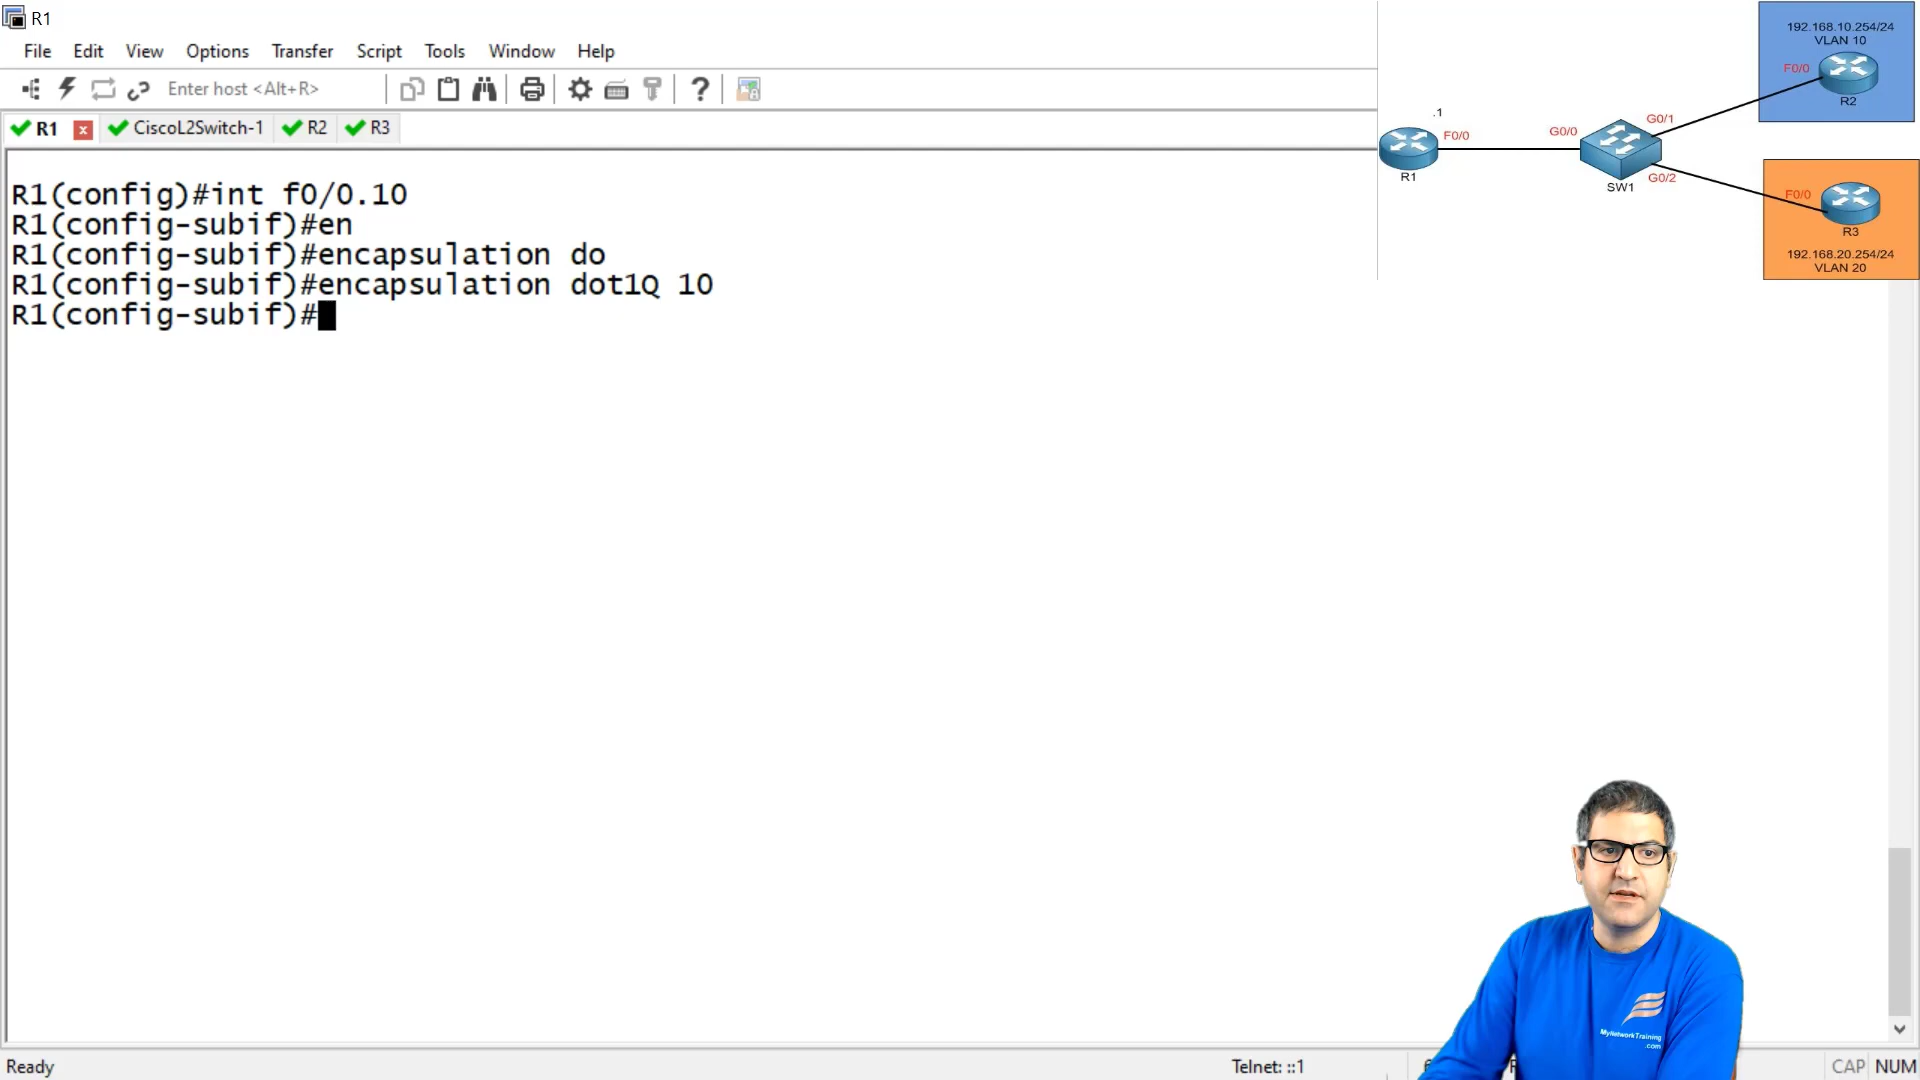 R1
File Edit View Options Transfer Script Tools Window Help
Enter host <Alt+R>
R1 CiscoL2Switch-1 R2 R3
R1(config)#int f0/0.10
R1(config-subif)#en
R1(config-subif)#encapsulation do
R1(config-subif)#encapsulation dot1Q 10
R1(config-subif)#
192.168.10.254/24
VLAN 10
F0/0
R2
.1
F0/0
R1
G0/0
G0/1
SW1
G0/2
F0/0
R3
192.168.20.254/24
VLAN 20
MyNetworkTraining
.com
Ready
Telnet: ::1
CAP NUM